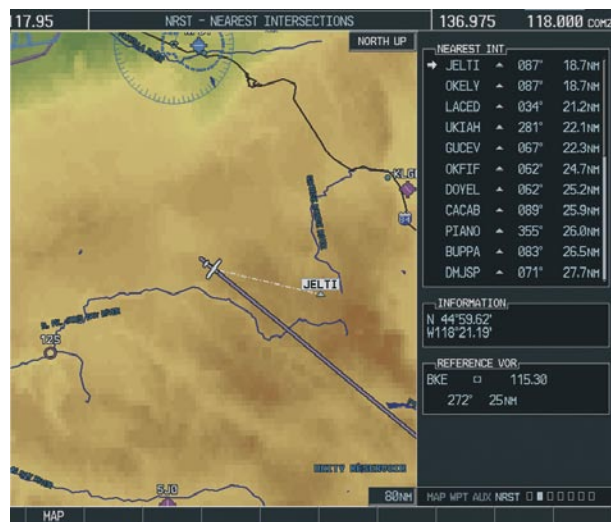 117.95 NRST - NEAREST INTERSECTIONS 136.975 118.000 COM2
NORTH UP
NEAREST INT
JELTI 087° 18.7NM
OKELY 087° 18.7NM
LACED 034° 21.2NM
UKIAH 281° 22.1NM
GUCEV 067° 22.3NM
OKFIF 062° 24.7NM
DOYEL 062° 25.2NM
CACAB 089° 25.9NM
PIANO 355° 26.0NM
BUPPA 083° 26.5NM
DMJSP 071° 27.7NM
KLG
JELTI
12S
INFORMATION
N 44°59.62'
W118°21.19'
REFERENCE VOR
BKE 115.30
272° 25NM
UNITY RESERVOIR
5J0
80NM
MAP WPT AUX NRST
MAP